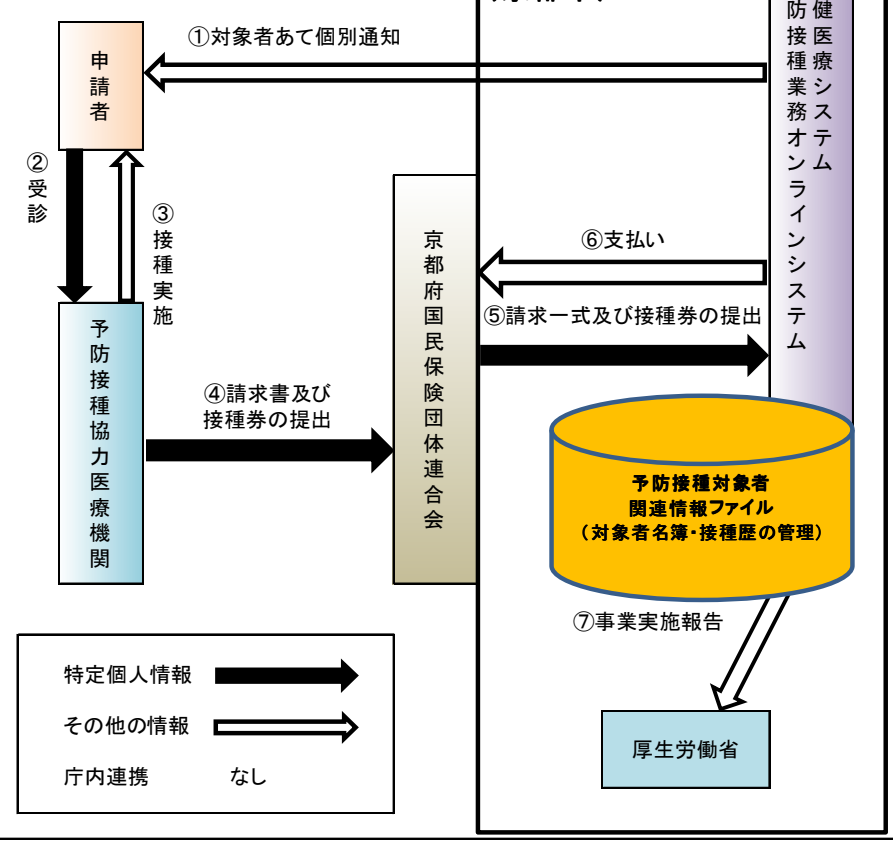 ①対象者あて個別通知
申請者
②受診
③接種実施
予防接種協力医療機関
④請求書及び
接種券の提出
京都府国民保険団体連合会
⑥支払い
⑤請求一式及び接種券の提出
健医療システム
防接種業務オンラインシステム
予防接種対象者
関連情報ファイル
(対象者名簿・接種歴の管理)
⑦事業実施報告
厚生労働省
特定個人情報
その他の情報
庁内連携 なし